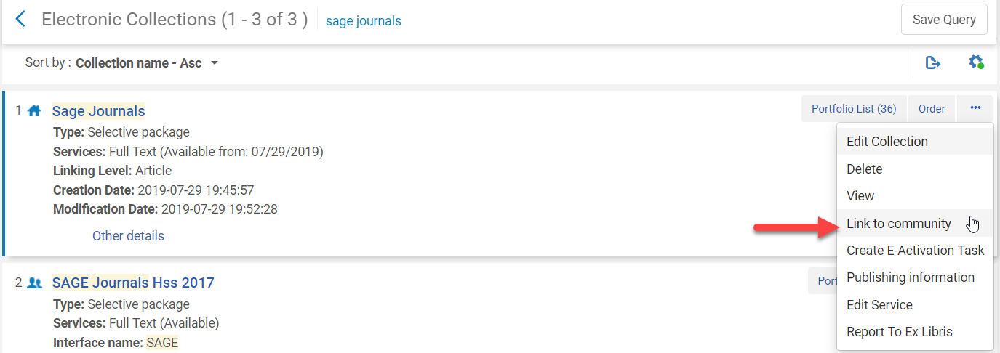 Electronic Collections (1 - 3 of 3 ) sage journals Save Query
Sort by : Collection name - Asc
1 Sage Journals Portfolio List (36) Order •••
Type: Selective package
Services: Full Text (Available from: 07/29/2019)
Linking Level: Article
Creation Date: 2019-07-29 19:45:57
Modification Date: 2019-07-29 19:52:28
Other details
Edit Collection
Delete
View
Link to community
Create E-Activation Task
Publishing information
Edit Service
Report To Ex Libris
2 SAGE Journals Hss 2017 Port
Type: Selective package
Services: Full Text (Available)
Interface name: SAGE